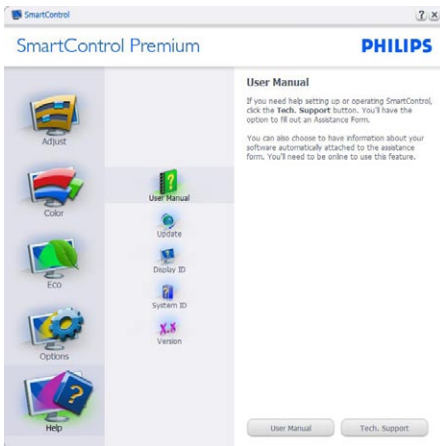 SmartControl
SmartControl Premium
PHILIPS
Adjust
Color
Eco
Options
Help
User Manual
Update
Display ID
System ID
X.X
Version
User Manual
If you need help setting up or operating SmartControl,
click the Tech. Support button. You'll have the
option to fill out an Assistance Form.
You can also choose to have information about your
software automatically attached to the assistance
form. You'll need to be online to use this feature.
User Manual
Tech. Support